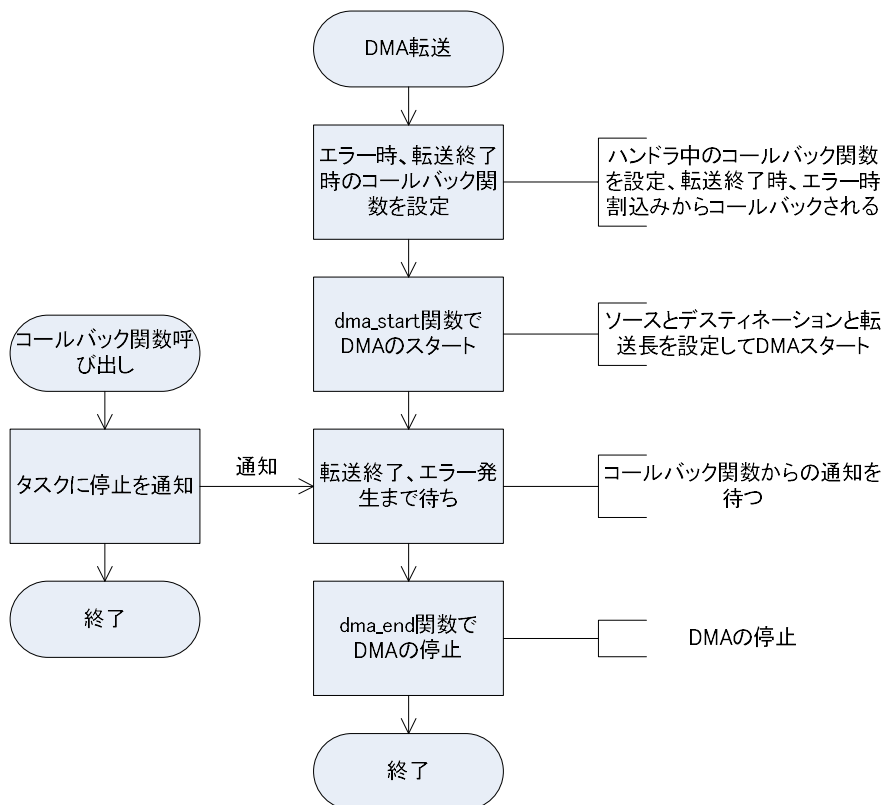 DMA転送
エラー時、転送終了
時のコールバック関
数を設定
ハンドラ中のコールバック関数
を設定、転送終了時、エラー時
割込みからコールバックされる
dma_start関数で
DMAのスタート
ソースとデスティネーションと転
送長を設定してDMAスタート
コールバック関数呼
び出し
タスクに停止を通知
通知
転送終了、エラー発
生まで待ち
コールバック関数からの通知を
待つ
終了
dma_end関数で
DMAの停止
DMAの停止
終了